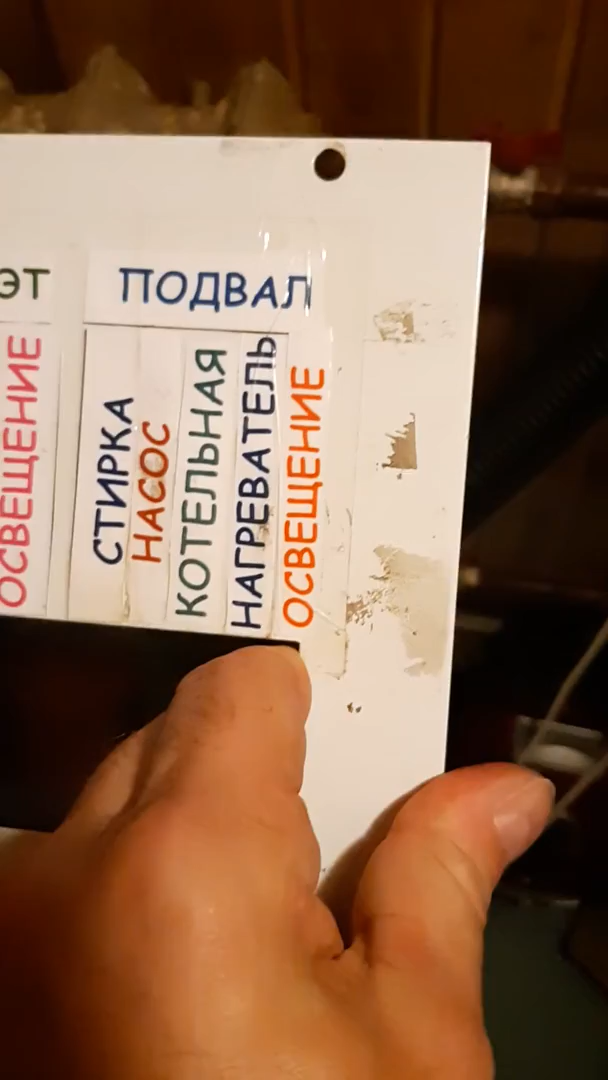 ЭТ
ПОДВАЛ
ОСВЕЩЕНИЕ
СТИРКА
НАСОС
КОТЕЛЬНАЯ
НАГРЕВАТЕЛЬ
ОСВЕЩЕНИЕ